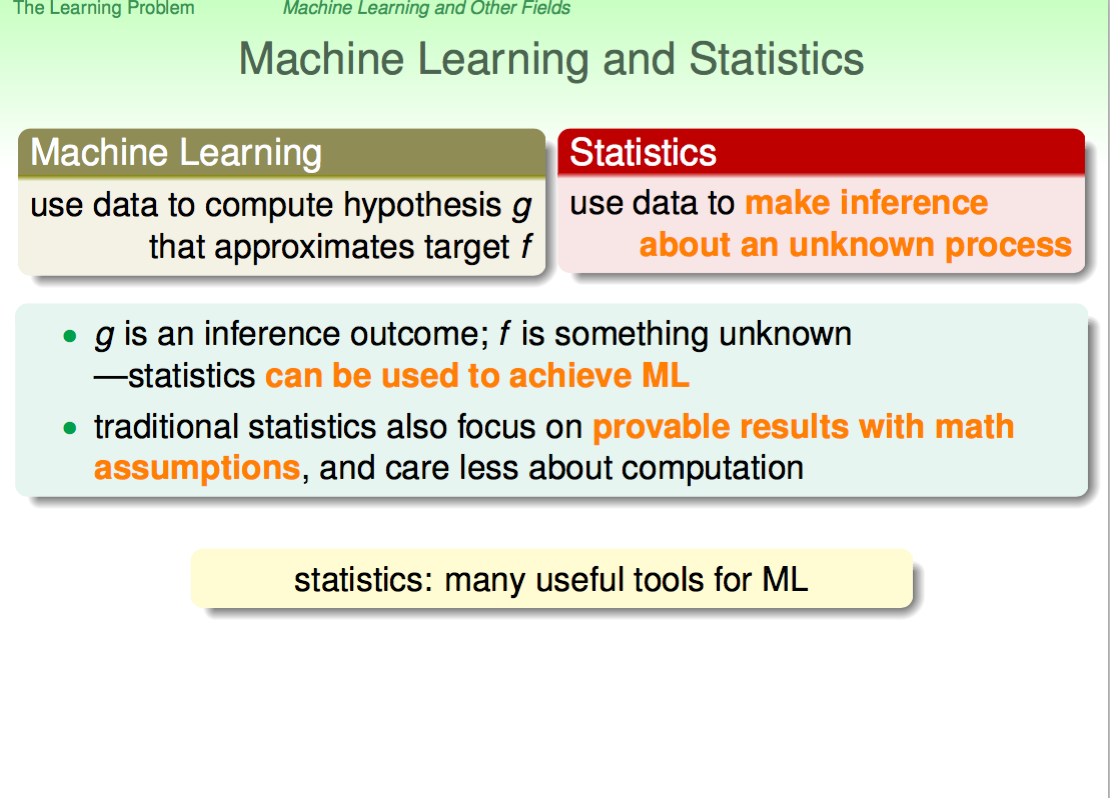 The Learning Problem
Machine Learning and Other Fields
Machine Learning and Statistics
Machine Learning
use data to compute hypothesis g
that approximates target f
Statistics
use data to make inference
about an unknown process
• g is an inference outcome; f is something unknown
—statistics can be used to achieve ML
• traditional statistics also focus on provable results with math
assumptions, and care less about computation
statistics: many useful tools for ML